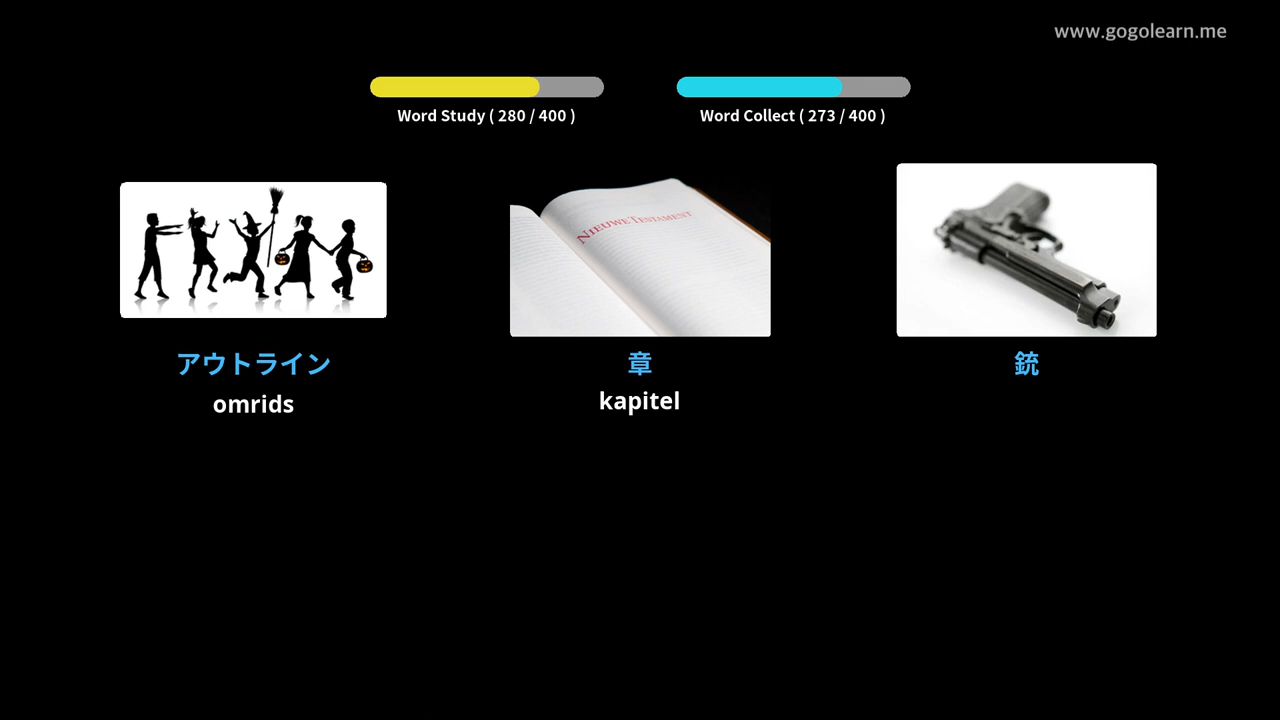 www.gogolearn.me
Word Study ( 280 / 400 )
Word Collect ( 273 / 400 )
NIEUWE TESTAMENT
アウトライン
omrids
章
kapitel
銃